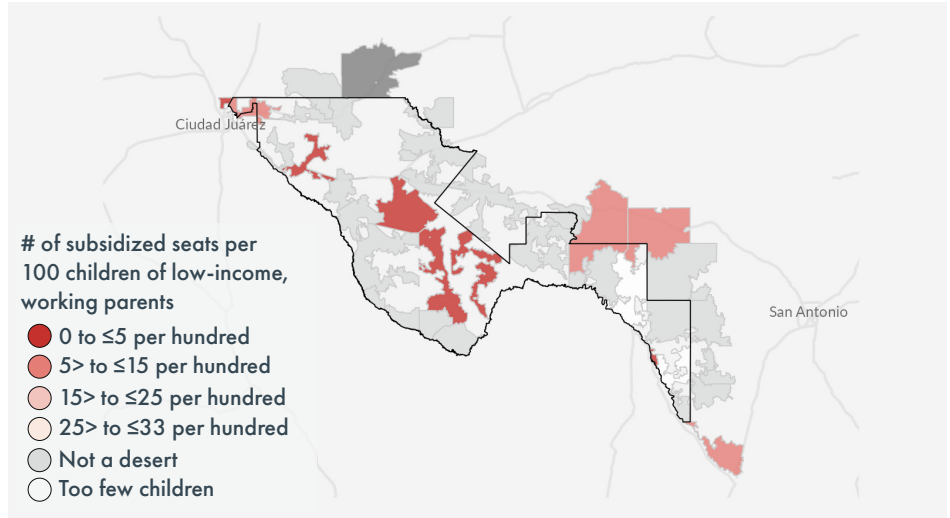 Ciudad Juárez
# of subsidized seats per
100 children of low-income,
working parents
0 to ≤5 per hundred
5> to ≤15 per hundred
15> to ≤25 per hundred
25> to ≤33 per hundred
Not a desert
Too few children
San Antonio